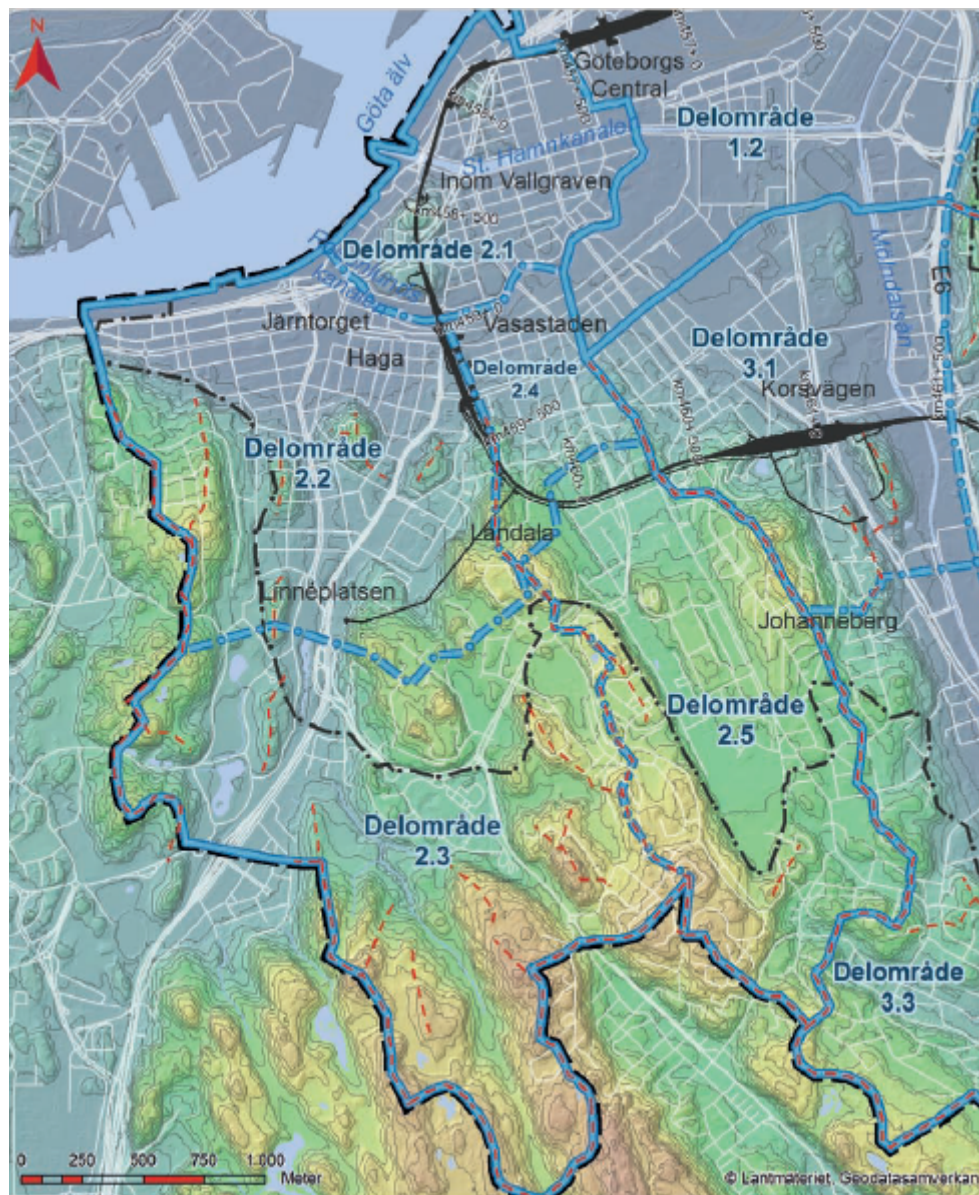 N
Göta älv
Göteborgs
Central
Delområde
1.2
St. Hamnkanalen
Inom Vallgraven
Delområde 2.1
Mölndalsån
E6
Järntorget
Vasastaden
Haga
Delområde
2.4
Delområde
3.1
Korsvägen
Delområde
2.2
Landala
Linnéplatsen
Johanneberg
Delområde
2.5
Delområde
2.3
Delområde
3.3
0 250 500 750 1.000
Meter
© Lantmäteriet, Geodatasamverkan